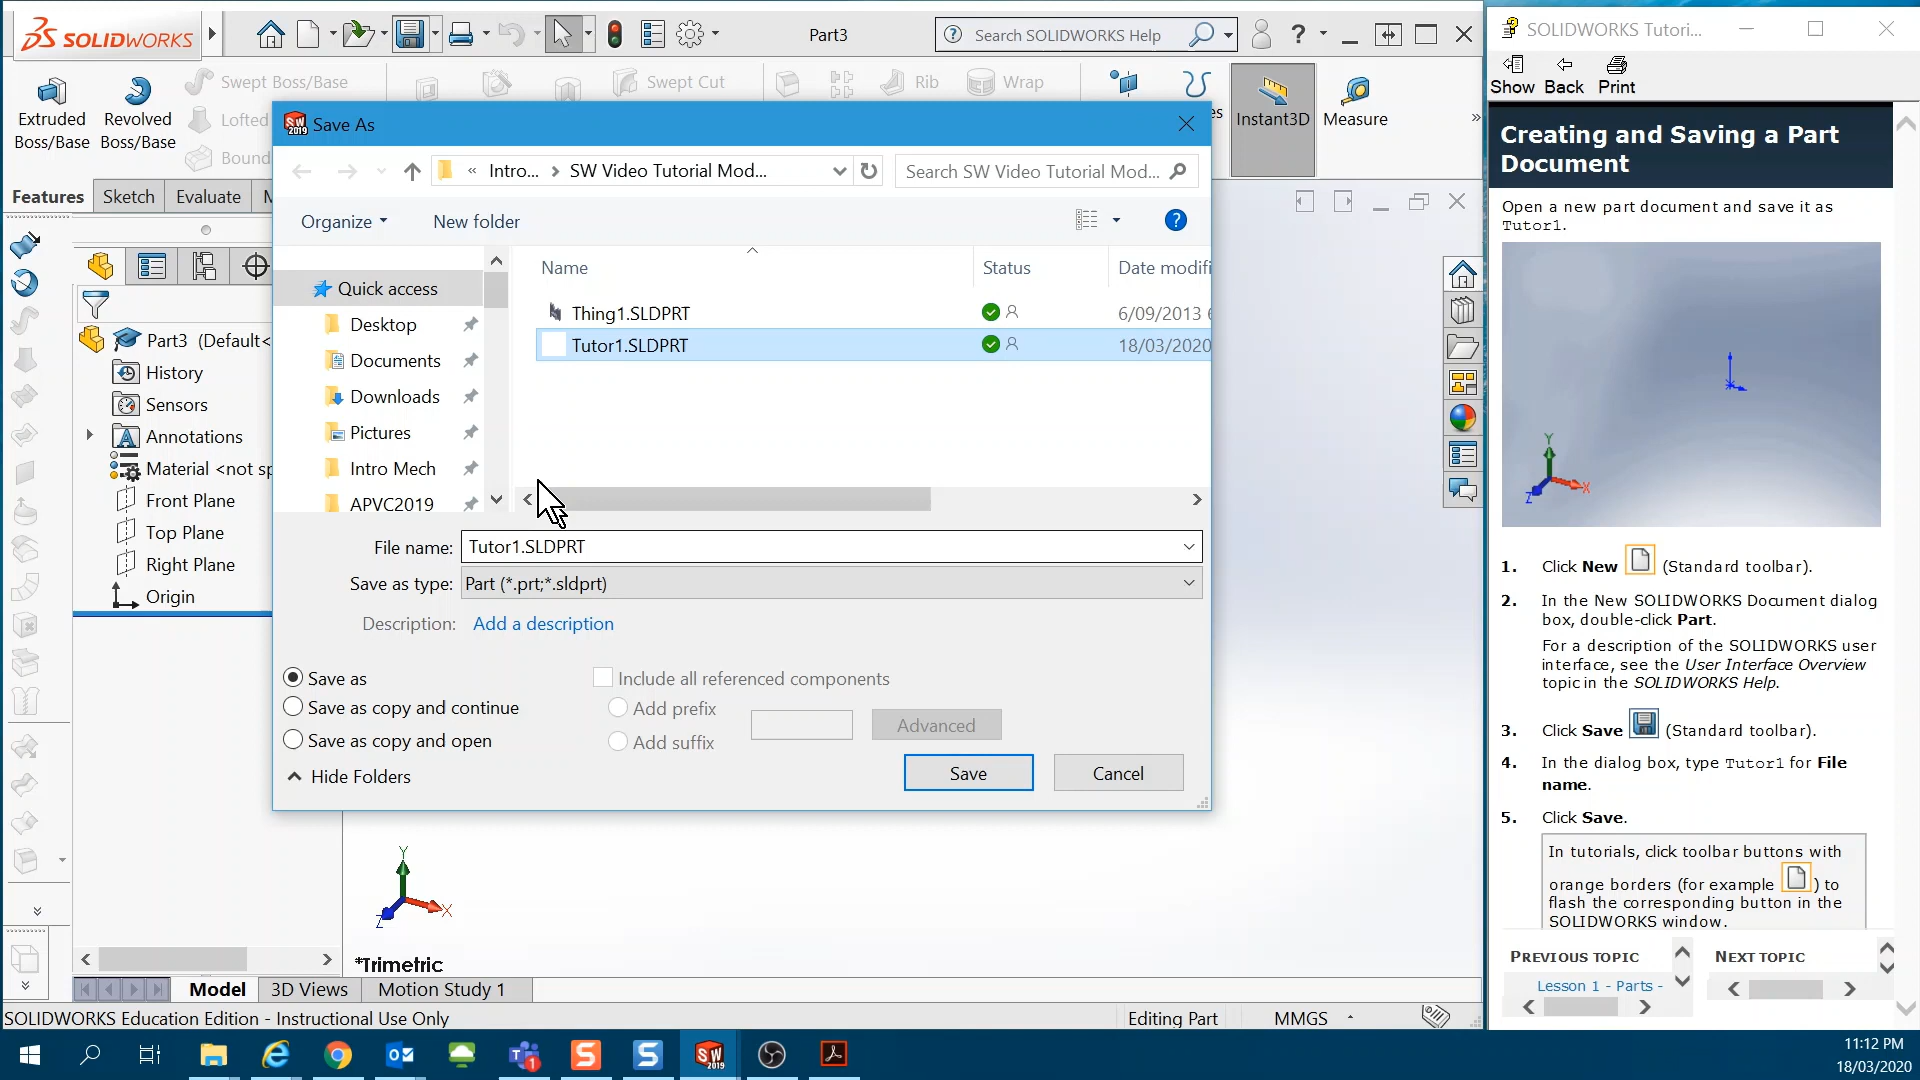 SOLIDWORKS
Part3
Search SOLIDWORKS Help
?
Extruded
Boss/Base
Revolved
Boss/Base
Swept Boss/Base
Lofted
Bound
Swept Cut
Rib
Wrap
es
Instant3D
Measure
»
Features
Sketch
Evaluate
M
Part3 (Default<
History
Sensors
Annotations
Material <not sp
Front Plane
Top Plane
Right Plane
Origin
SW
2019
Save As
« Intro... > SW Video Tutorial Mod...
Search SW Video Tutorial Mod...
Organize
New folder
?
Quick access
Desktop
Documents
Downloads
Pictures
Intro Mech
APVC2019
Name
Status
Date modifi
Thing1.SLDPRT
6/09/2013 6
Tutor1.SLDPRT
18/03/2020
File name:
Tutor1.SLDPRT
Save as type:
Part (*.prt;*.sldprt)
Description:
Add a description
Save as
Save as copy and continue
Save as copy and open
Include all referenced components
Add prefix
Add suffix
Advanced
Hide Folders
Save
Cancel
Y
X
Z
*Trimetric
Model
3D Views
Motion Study 1
SOLIDWORKS Education Edition - Instructional Use Only
Editing Part
MMGS
SOLIDWORKS Tutori...
Show
Back
Print
Creating and Saving a Part
Document
Open a new part document and save it as
Tutor1.
Y
X
Z
1. Click New (Standard toolbar).
2. In the New SOLIDWORKS Document dialog
box, double-click Part.
For a description of the SOLIDWORKS user
interface, see the User Interface Overview
topic in the SOLIDWORKS Help.
3. Click Save (Standard toolbar).
4. In the dialog box, type Tutor1 for File
name.
5. Click Save.
In tutorials, click toolbar buttons with
orange borders (for example ) to
flash the corresponding button in the
SOLIDWORKS window.
PREVIOUS TOPIC
Lesson 1 - Parts -
NEXT TOPIC
1
S
S
SW
2019
11:12 PM
18/03/2020